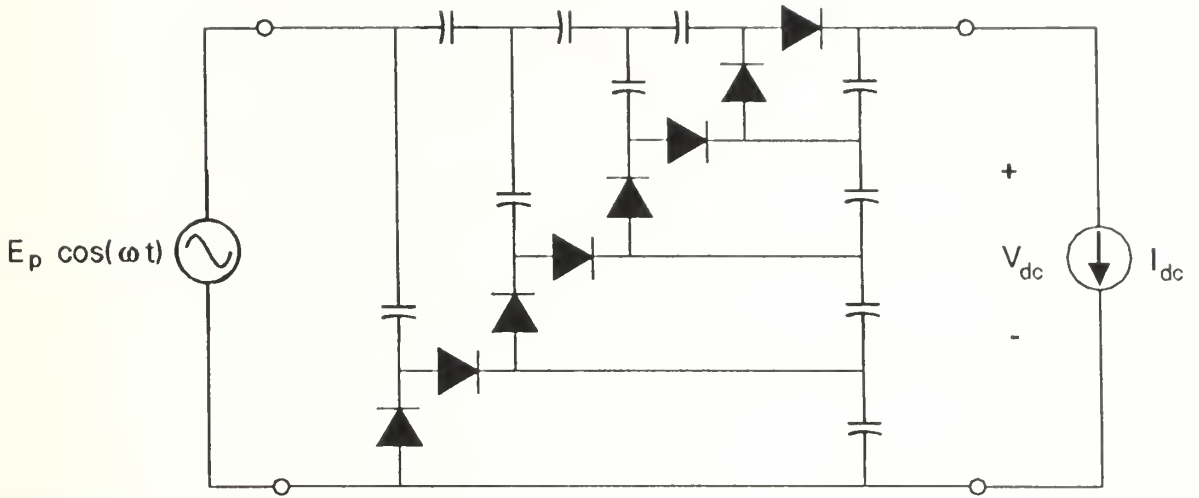 E_p cos(ωt)
+
V_dc
-
I_dc